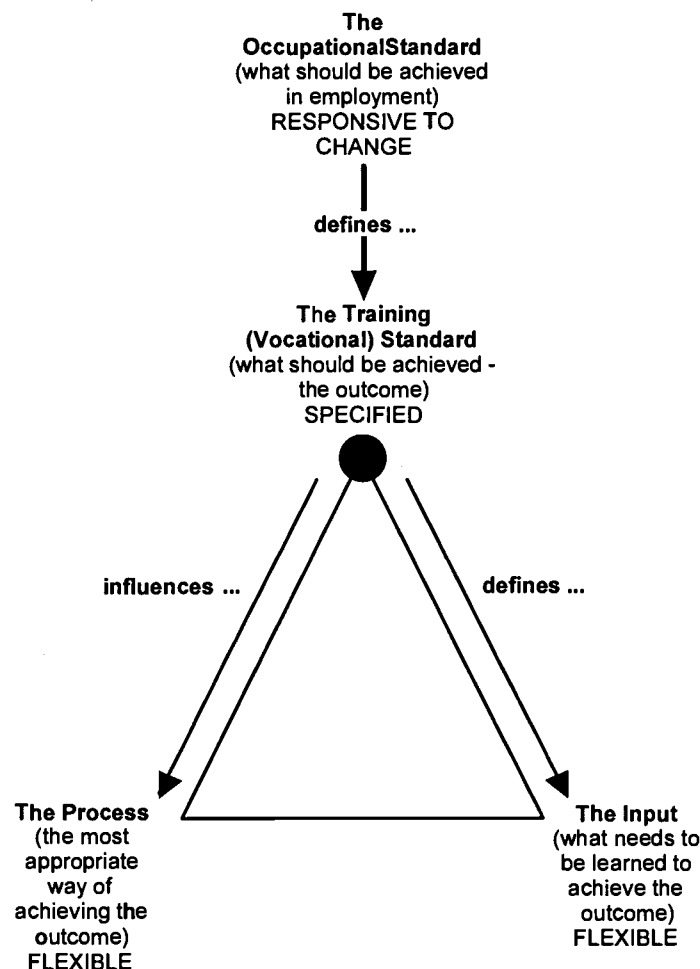 The
OccupationalStandard
(what should be achieved
in employment)
RESPONSIVE TO
CHANGE
defines ...
The Training
(Vocational) Standard
(what should be achieved -
the outcome)
SPECIFIED
influences ...
defines ...
The Process
(the most
appropriate
way of
achieving the
outcome)
FLEXIBLE
The Input
(what needs to
be learned to
achieve the
outcome)
FLEXIBLE